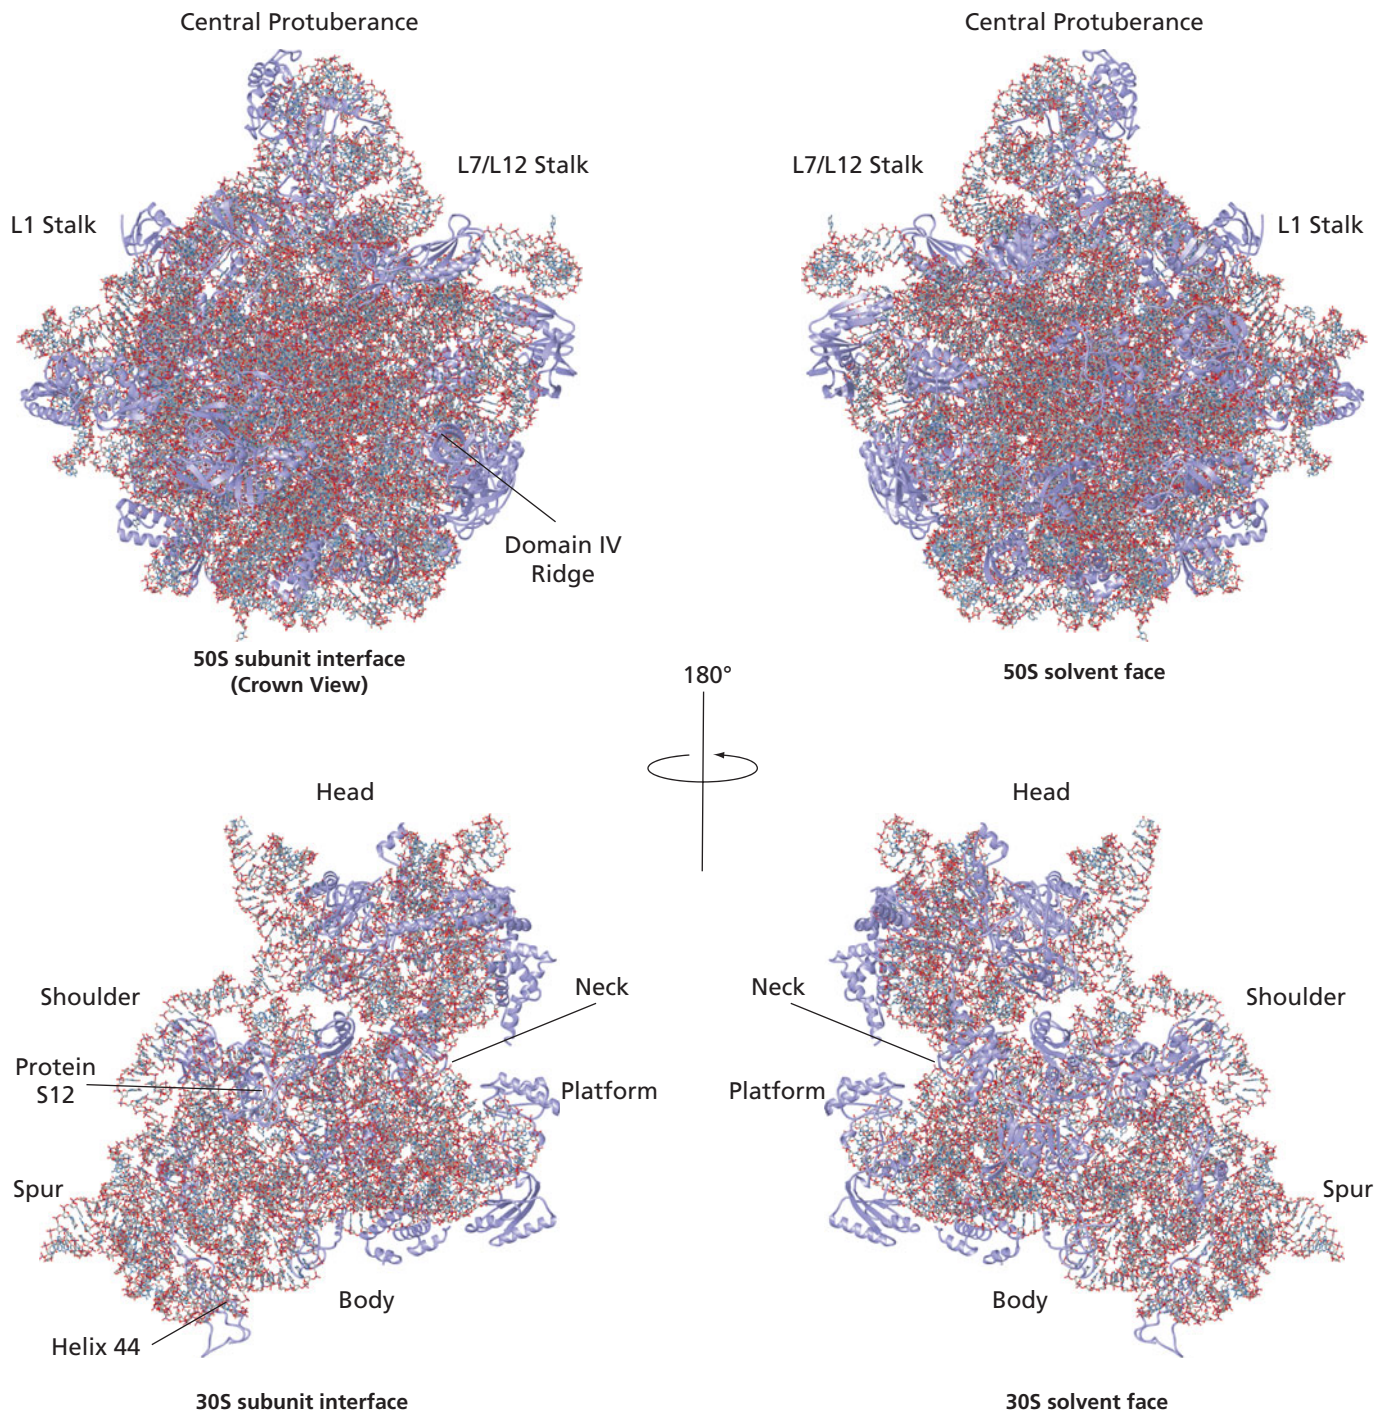 Central Protuberance
Central Protuberance
L7/L12 Stalk
L7/L12 Stalk
L1 Stalk
L1 Stalk
Domain IV
Ridge
50S subunit interface
(Crown View)
50S solvent face
180°
Head
Head
Shoulder
Neck
Neck
Shoulder
Protein
S12
Platform
Platform
Spur
Spur
Body
Body
Helix 44
30S subunit interface
30S solvent face